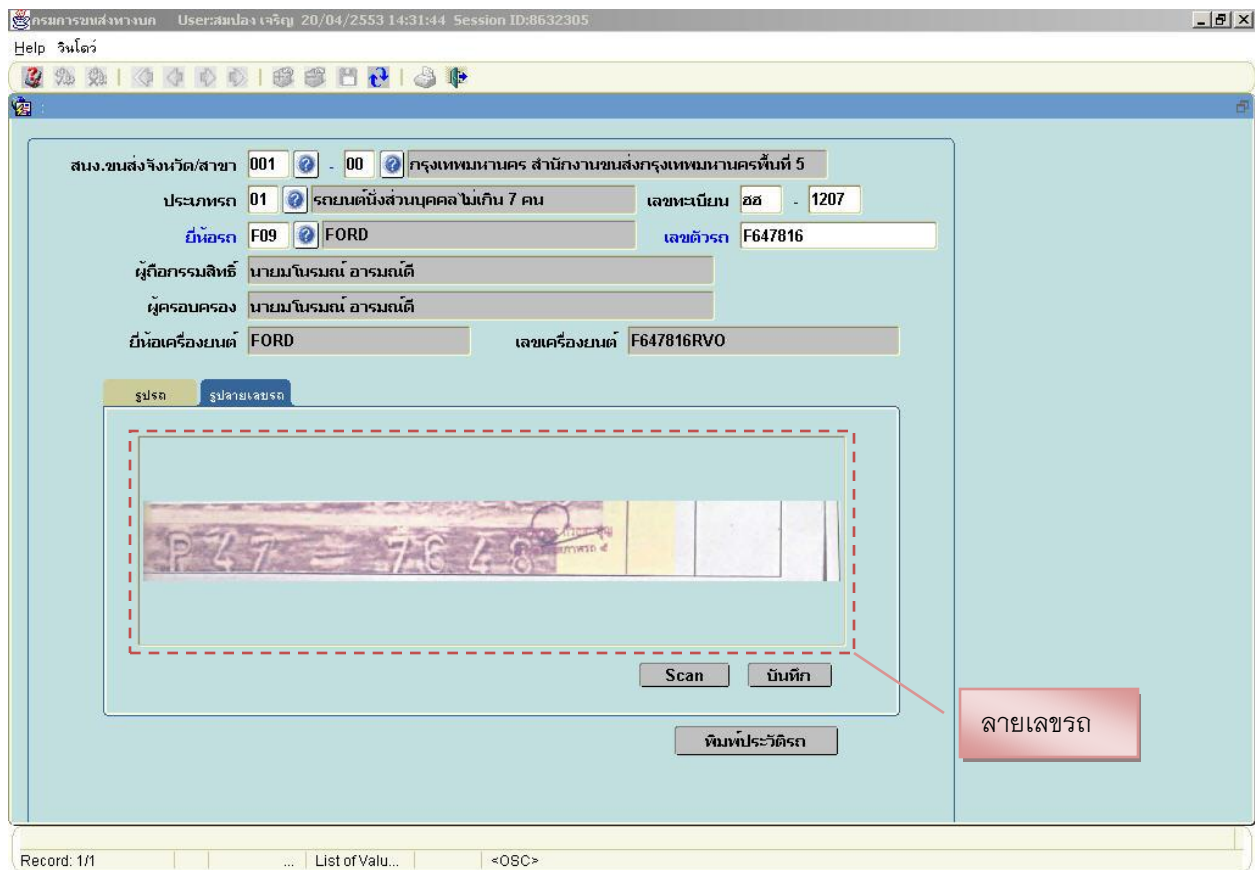 กรมการขนส่งทางบก User:สมปอง เจริญ 20/04/2553 14:31:44 Session ID:8632305
Help วินโดว์
สนง.ขนส่งจังหวัด/สาขา 001 - 00 กรุงเทพมหานคร สำนักงานขนส่งกรุงเทพมหานครพื้นที่ 5
ประเภทรถ 01 รถยนต์นั่งส่วนบุคคลไม่เกิน 7 คน เลขทะเบียน ฮฮ - 1207
ยี่ห้อรถ F09 FORD เลขตัวรถ F647816
ผู้ถือกรรมสิทธิ์ นายมโนรมณ์ อารมณ์ดี
ผู้ครอบครอง นายมโนรมณ์ อารมณ์ดี
ยี่ห้อเครื่องยนต์ FORD เลขเครื่องยนต์ F647816RVO
รูปรถ รูปลายเลขรถ
P47 - 7648
Scan บันทึก
ลายเลขรถ
พิมพ์ประวัติรถ
Record: 1/1 ... List of Valu... <OSC>